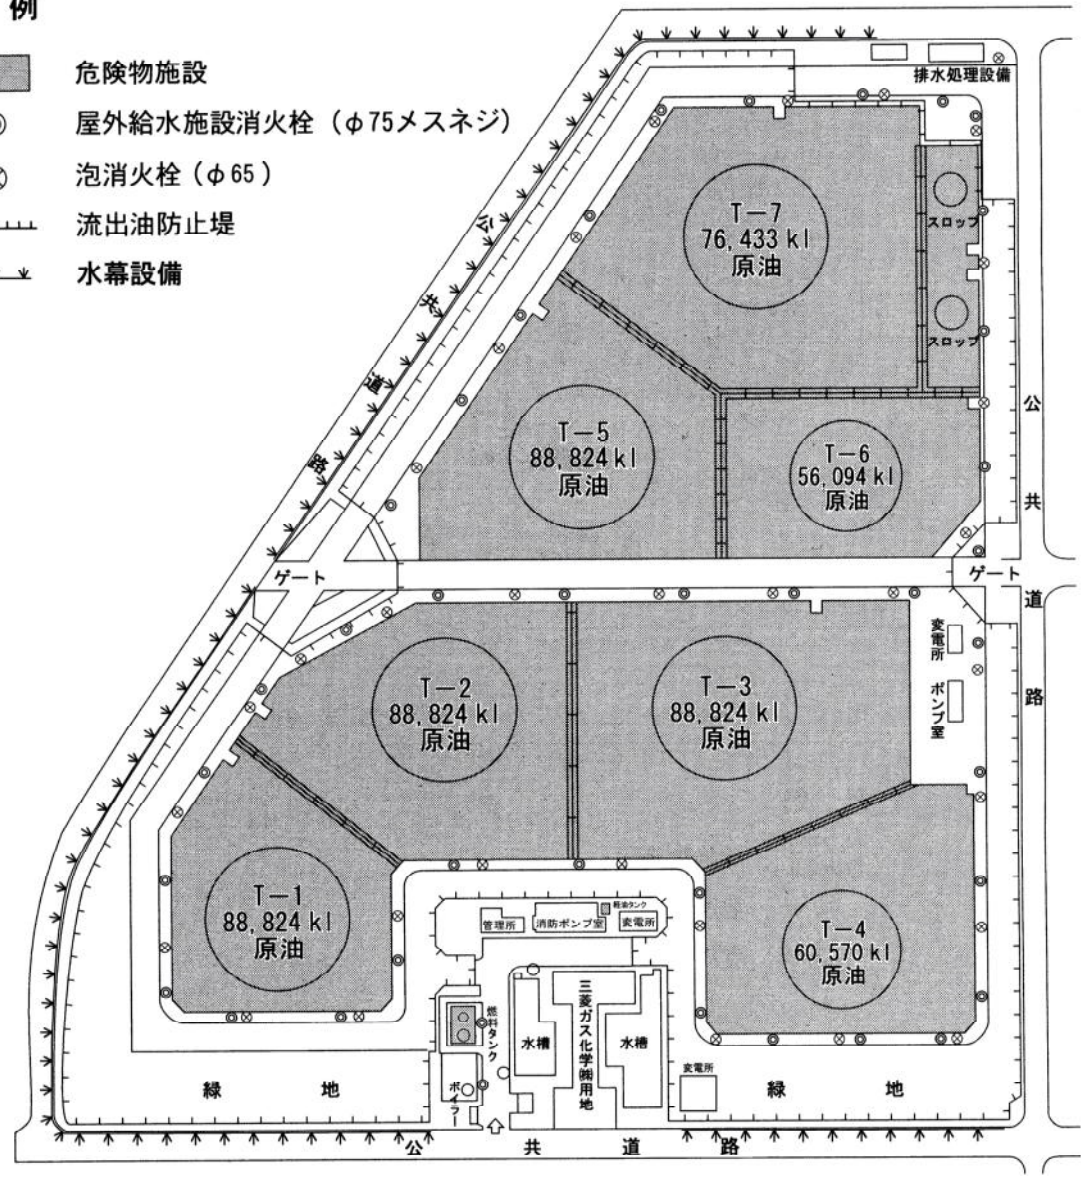 例
危険物施設
屋外給水施設消火栓(φ75メスネジ)
泡消火栓(φ65)
流出油防止堤
水幕設備
排水処理設備
T-7
76,433 kl
原油
スロップ
スロップ
公共道路
T-5
88,824 kl
原油
T-6
56,094 kl
原油
公共道路
ゲート
ゲート
変電所
ポンプ室
T-2
88,824 kl
原油
T-3
88,824 kl
原油
T-1
88,824 kl
原油
T-4
60,570 kl
原油
管理所
消防ポンプ室
軽油タンク
変電所
燃料タンク
ボイラー
水槽
三菱ガス化学㈱用地
水槽
変電所
緑地
緑地
公共道路